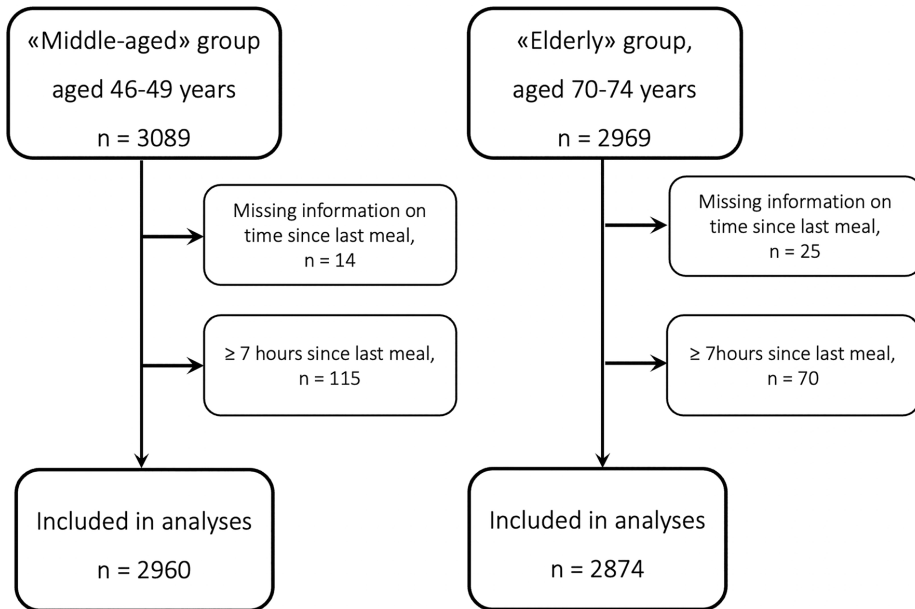 «Middle-aged» group
aged 46-49 years
n = 3089
Missing information on
time since last meal,
n = 14
≥ 7 hours since last meal,
n = 115
Included in analyses
n = 2960
«Elderly» group,
aged 70-74 years
n = 2969
Missing information on
time since last meal,
n = 25
≥ 7hours since last meal,
n = 70
Included in analyses
n = 2874